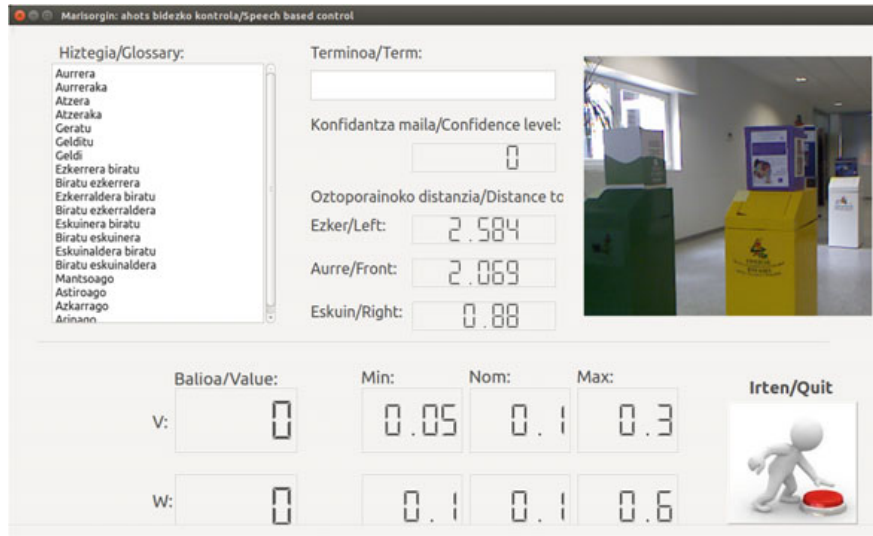 Marisorgin: ahots bidezko kontrola/Speech based control
Hiztegia/Glossary:
Aurrera
Aurreraka
Atzera
Atzeraka
Geratu
Gelditu
Geldi
Ezkerrera biratu
Biratu ezkerrera
Ezkerraldera biratu
Biratu ezkerraldera
Eskuinera biratu
Biratu eskuinera
Eskuinaldera biratu
Biratu eskuinaldera
Mantsoago
Astiroago
Azkarrago
Arinago
Terminoa/Term:
Konfidantza maila/Confidence level:
0
Oztoporainoko distanzia/Distance to
Ezker/Left: 2.584
Aurre/Front: 2.069
Eskuin/Right: 0.88
Balioa/Value: Min: Nom: Max:
V: 0 0.05 0.1 0.3
W: 0 0.1 0.1 0.6
Irten/Quit